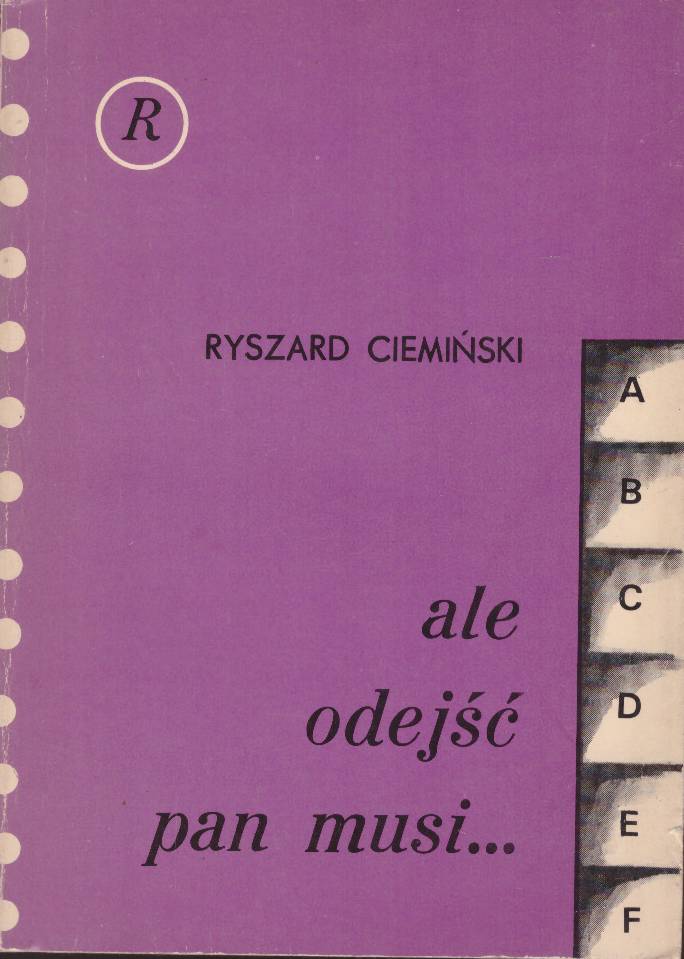 R
RYSZARD CIEMIŃSKI
A
B
C
D
E
F
ale
odejść
pan musi...